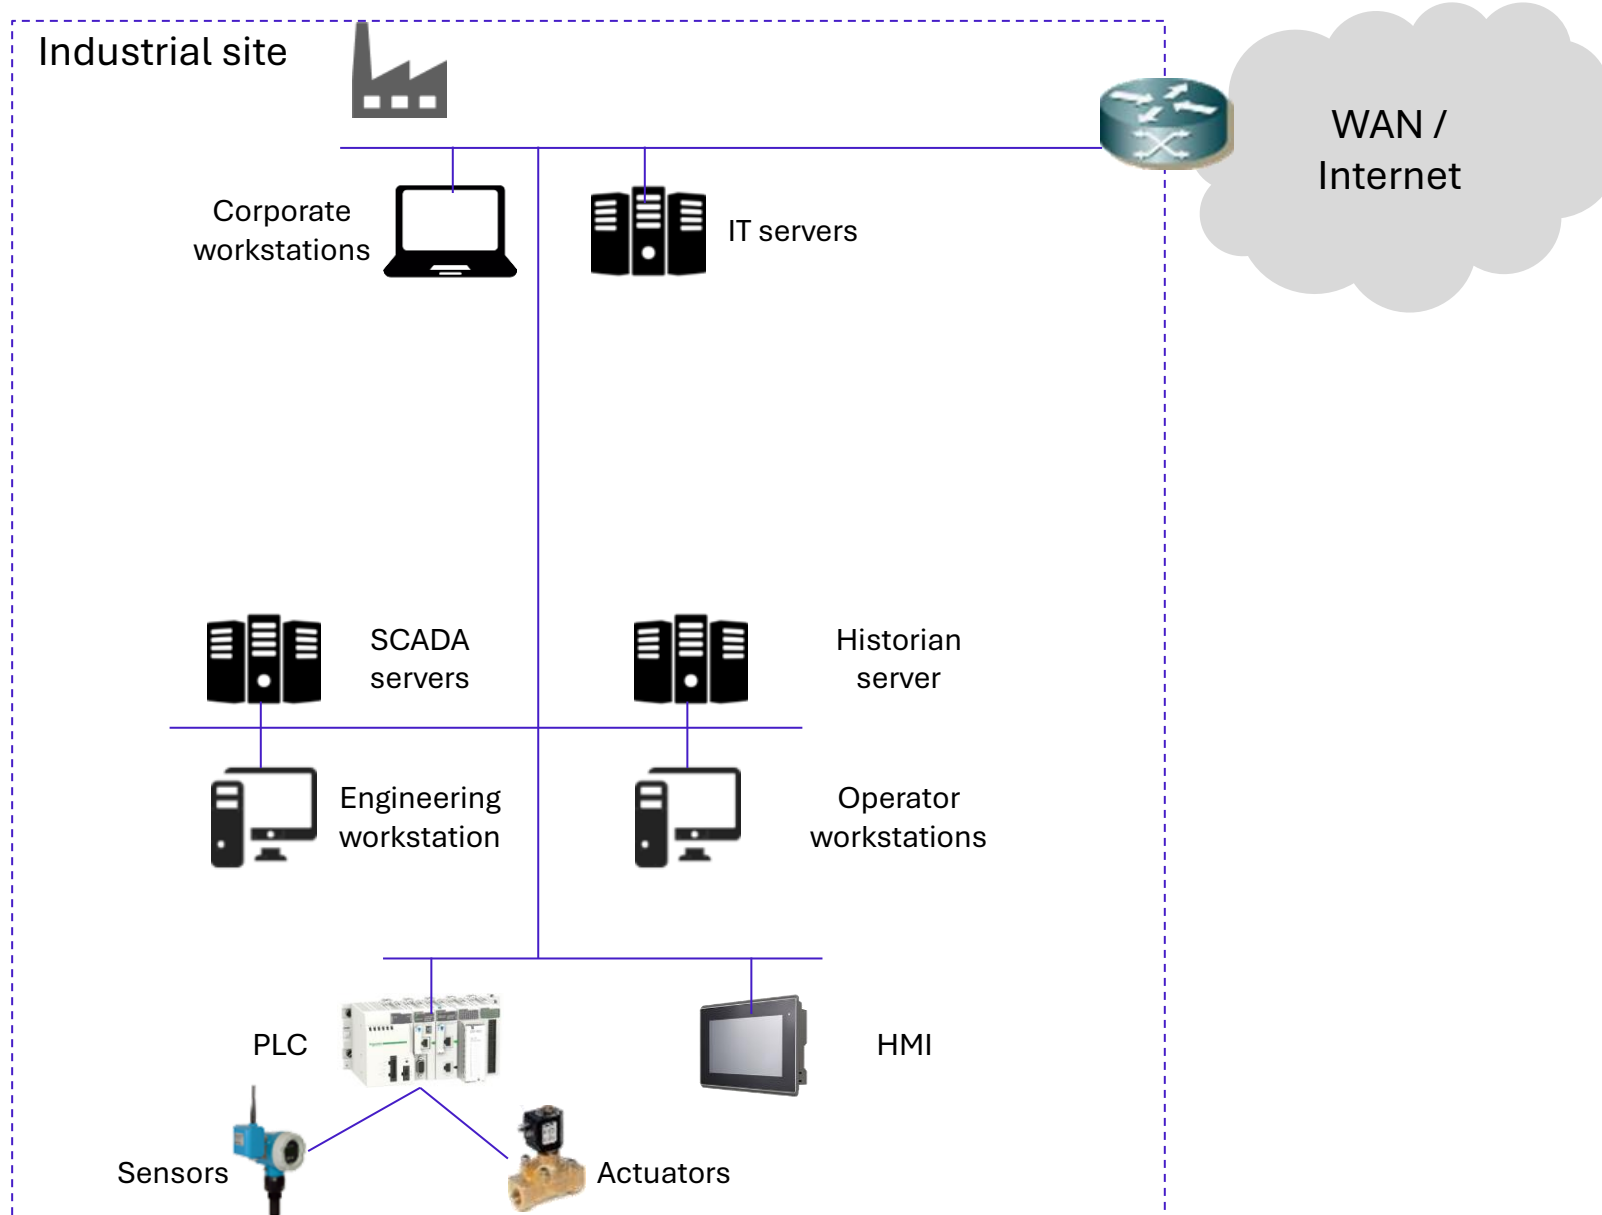 Industrial site
WAN /
Internet
Corporate
workstations
IT servers
SCADA
servers
Historian
server
Engineering
workstation
Operator
workstations
PLC
HMI
Sensors
Actuators